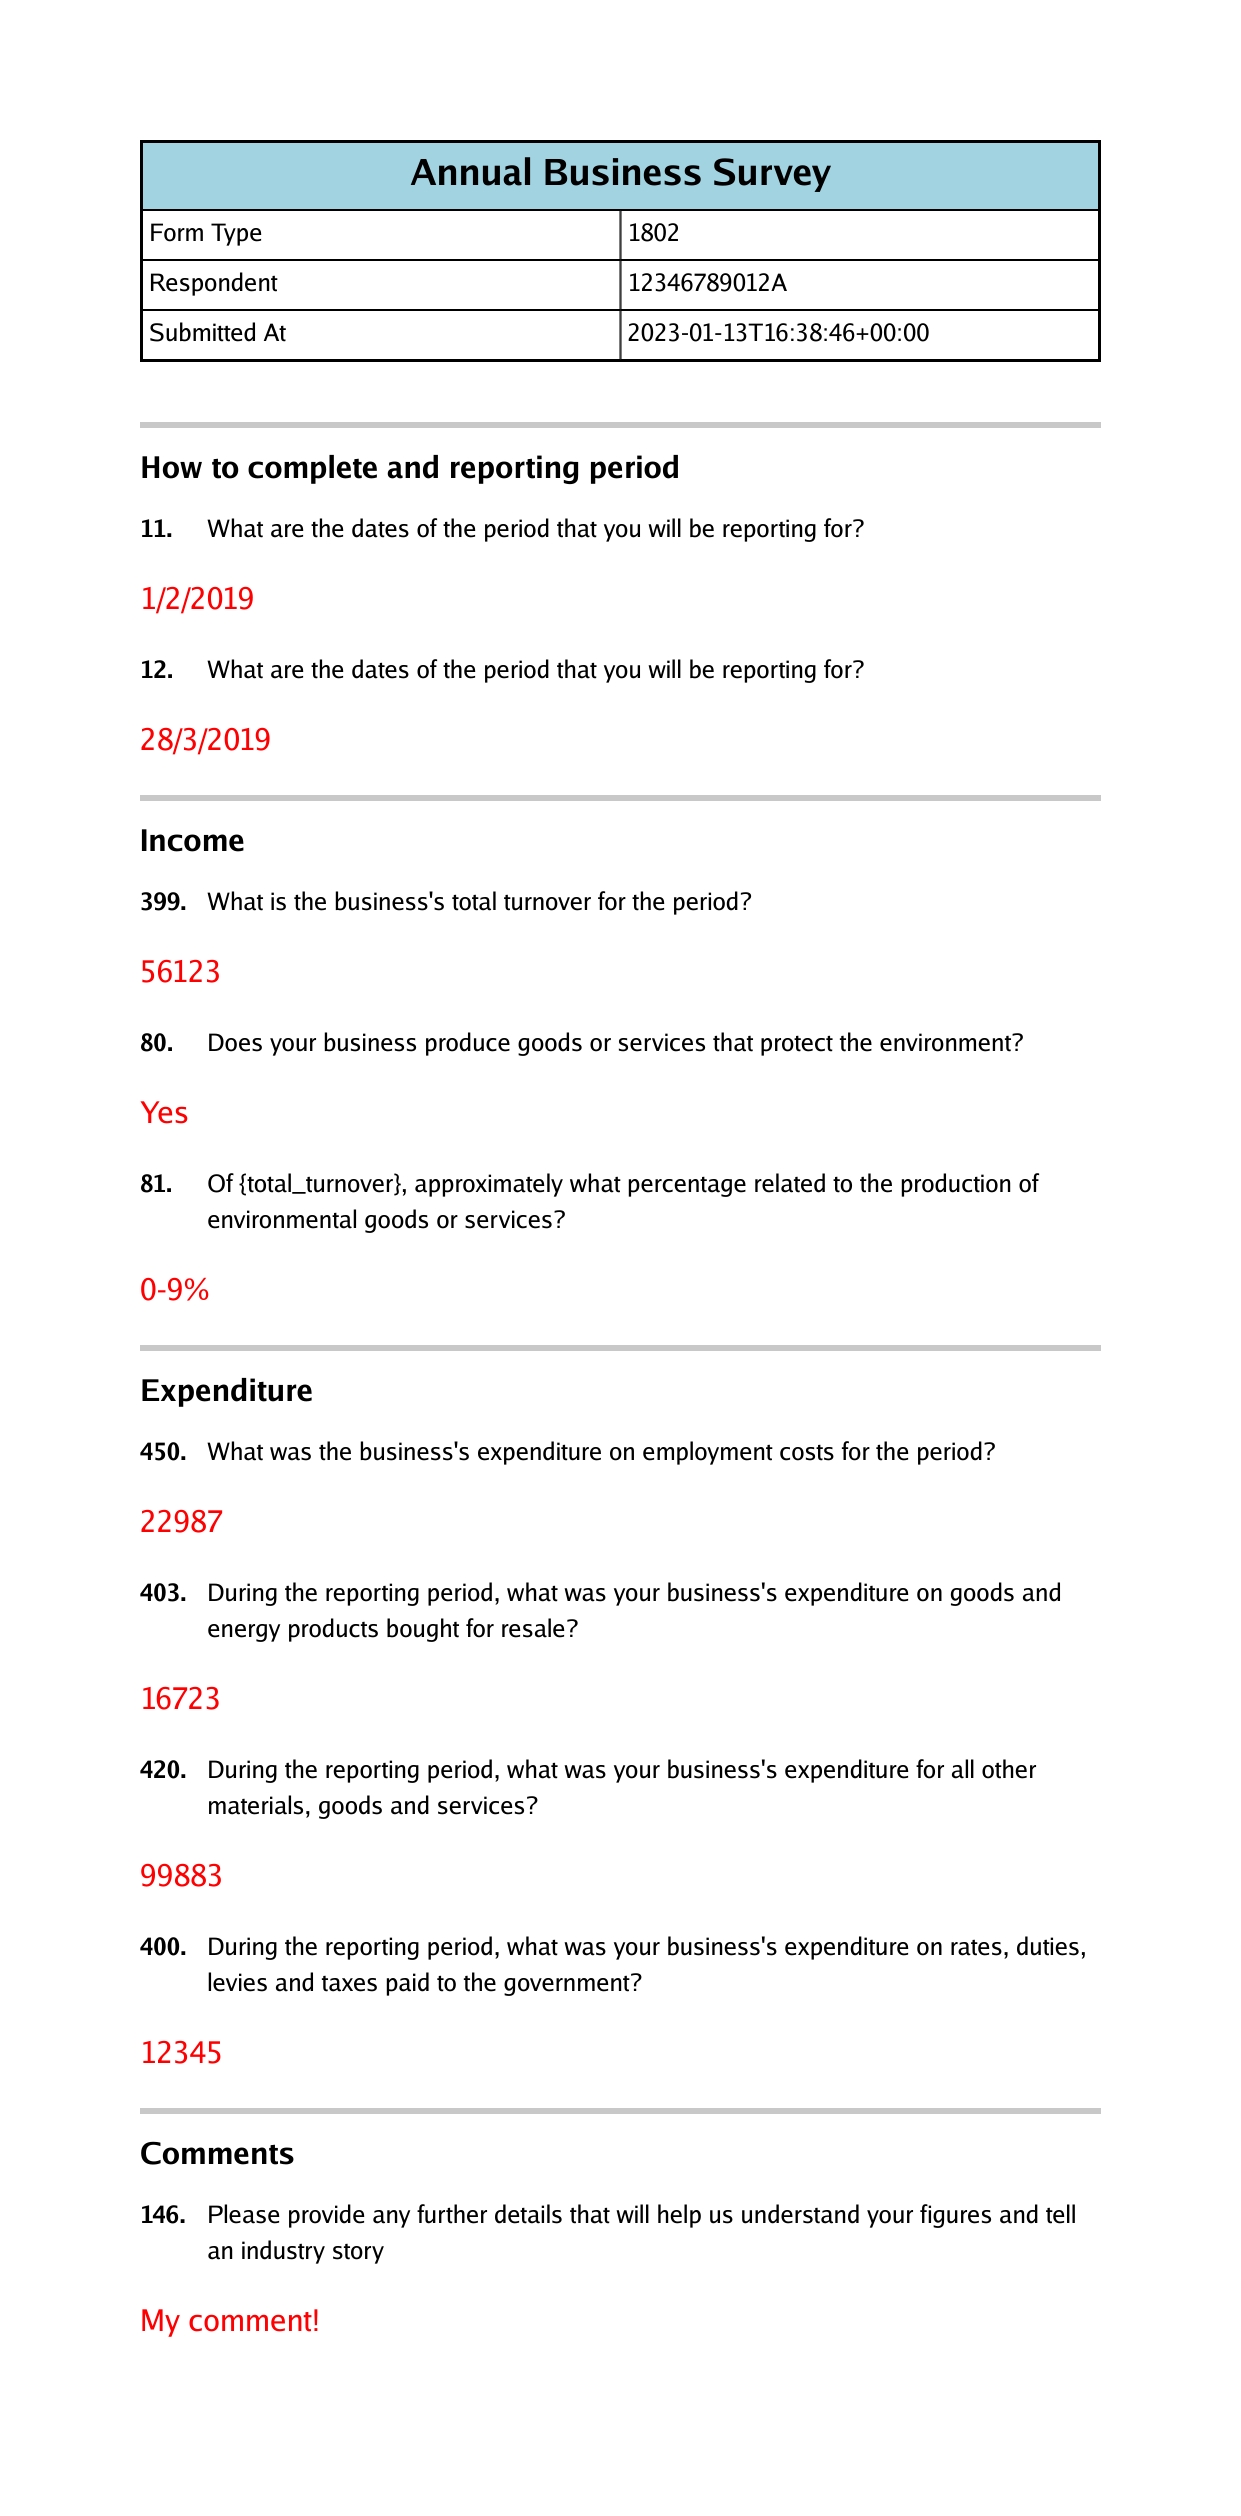 Annual Business Survey
Form Type 1802
Respondent 12346789012A
Submitted At 2023-01-13T16:38:46+00:00
How to complete and reporting period
11. What are the dates of the period that you will be reporting for?
1/2/2019
12. What are the dates of the period that you will be reporting for?
28/3/2019
Income
399. What is the business's total turnover for the period?
56123
80. Does your business produce goods or services that protect the environment?
Yes
81. Of {total_turnover}, approximately what percentage related to the production of
environmental goods or services?
0-9%
Expenditure
450. What was the business's expenditure on employment costs for the period?
22987
403. During the reporting period, what was your business's expenditure on goods and
energy products bought for resale?
16723
420. During the reporting period, what was your business's expenditure for all other
materials, goods and services?
99883
400. During the reporting period, what was your business's expenditure on rates, duties,
levies and taxes paid to the government?
12345
Comments
146. Please provide any further details that will help us understand your figures and tell
an industry story
My comment!